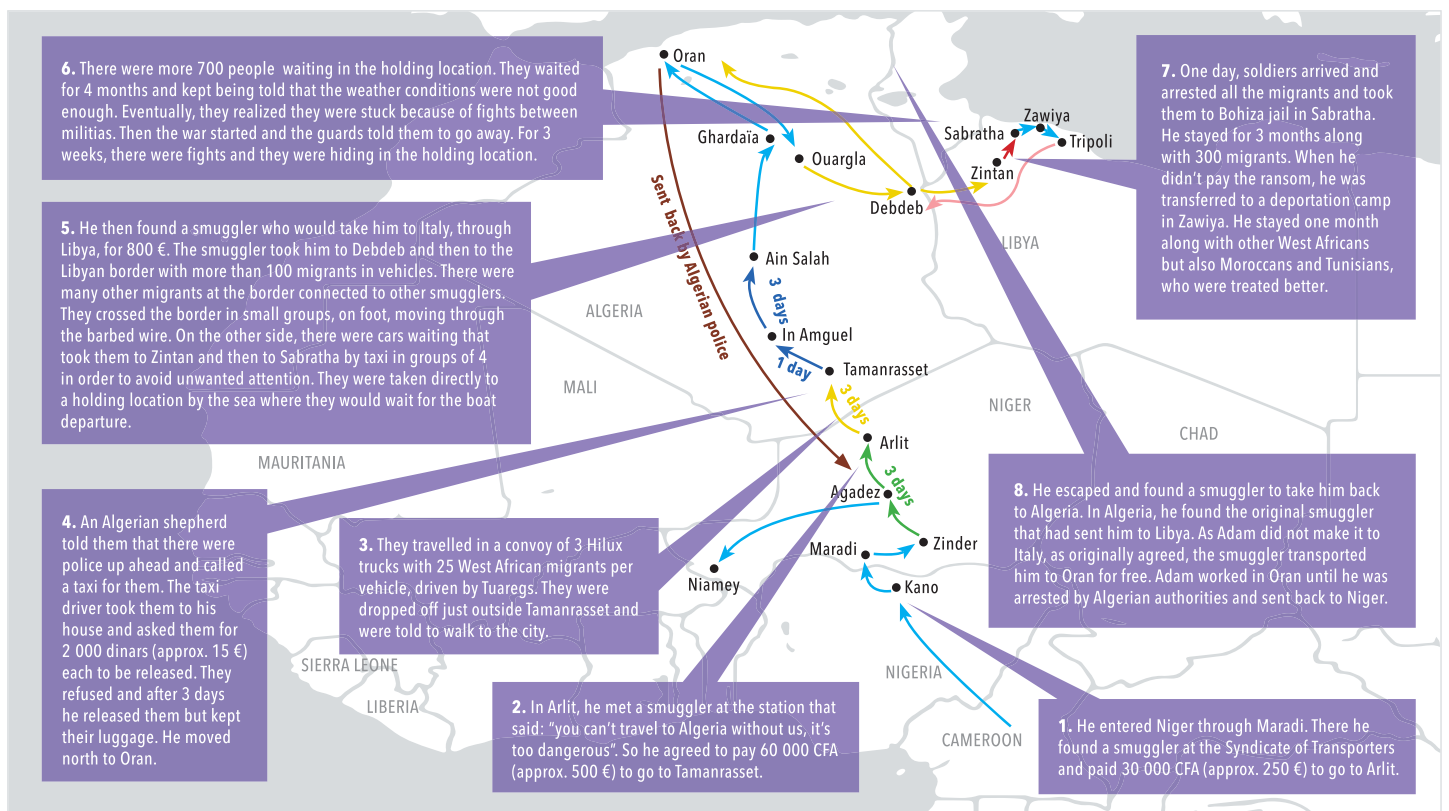 6. There were more 700 people waiting in the holding location. They waited
for 4 months and kept being told that the weather conditions were not good
enough. Eventually, they realized they were stuck because of fights between
militias. Then the war started and the guards told them to go away. For 3
weeks, there were fights and they were hiding in the holding location.
5. He then found a smuggler who would take him to Italy, through
Libya, for 800 €. The smuggler took him to Debdeb and then to the
Libyan border with more than 100 migrants in vehicles. There were
many other migrants at the border connected to other smugglers.
They crossed the border in small groups, on foot, moving through
the barbed wire. On the other side, there were cars waiting that
took them to Zintan and then to Sabratha by taxi in groups of 4
in order to avoid unwanted attention. They were taken directly to
a holding location by the sea where they would wait for the boat
departure.
4. An Algerian shepherd
told them that there were
police up ahead and called
a taxi for them. The taxi
driver took them to his
house and asked them for
2 000 dinars (approx. 15 €)
each to be released. They
refused and after 3 days
he released them but kept
their luggage. He moved
north to Oran.
3. They travelled in a convoy of 3 Hilux
trucks with 25 West African migrants per
vehicle, driven by Tuaregs. They were
dropped off just outside Tamanrasset and
were told to walk to the city.
2. In Arlit, he met a smuggler at the station that
said: "you can't travel to Algeria without us, it's
too dangerous". So he agreed to pay 60 000 CFA
(approx. 500 €) to go to Tamanrasset.
7. One day, soldiers arrived and
arrested all the migrants and took
them to Bohiza jail in Sabratha.
He stayed for 3 months along
with 300 migrants. When he
didn't pay the ransom, he was
transferred to a deportation camp
in Zawiya. He stayed one month
along with other West Africans
but also Moroccans and Tunisians,
who were treated better.
8. He escaped and found a smuggler to take him back
to Algeria. In Algeria, he found the original smuggler
that had sent him to Libya. As Adam did not make it to
Italy, as originally agreed, the smuggler transported
him to Oran for free. Adam worked in Oran until he was
arrested by Algerian authorities and sent back to Niger.
1. He entered Niger through Maradi. There he
found a smuggler at the Syndicate of Transporters
and paid 30 000 CFA (approx. 250 €) to go to Arlit.
Oran
Ghardaïa
Ouargla
Debdeb
Sabratha
Zawiya
Tripoli
Zintan
Ain Salah
3 days
In Amguel
1 day
Tamanrasset
3 days
Arlit
3 days
Agadez
Zinder
Maradi
Kano
Niamey
Sent back by Algerian police
LIBYA
ALGERIA
MALI
MAURITANIA
NIGER
CHAD
NIGERIA
CAMEROON
SIERRA LEONE
LIBERIA